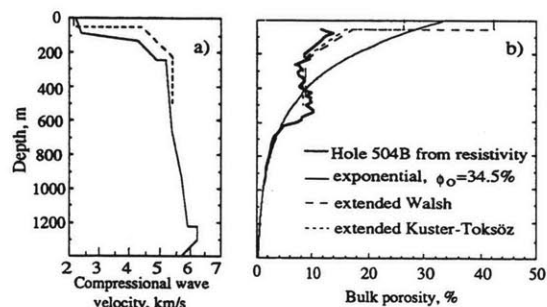 0
200
400
600
800
1000
1200
Depth, m
a)
2 3 4 5 6 7
Compressional wave
velocity, km/s
b)
Hole 504B from resistivity
exponential, ϕo=34.5%
extended Walsh
extended Kuster-Toksöz
0 10 20 30 40 50
Bulk porosity, %